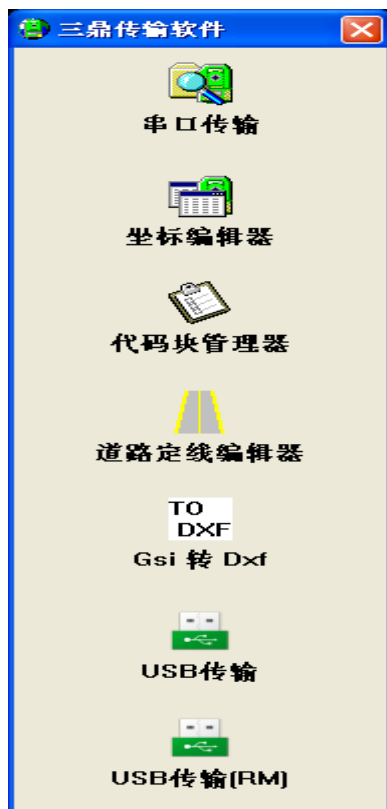 三鼎传输软件
串口传输
坐标编辑器
代码块管理器
道路定线编辑器
TO
DXF
Gsi 转 Dxf
USB传输
USB传输(RM)